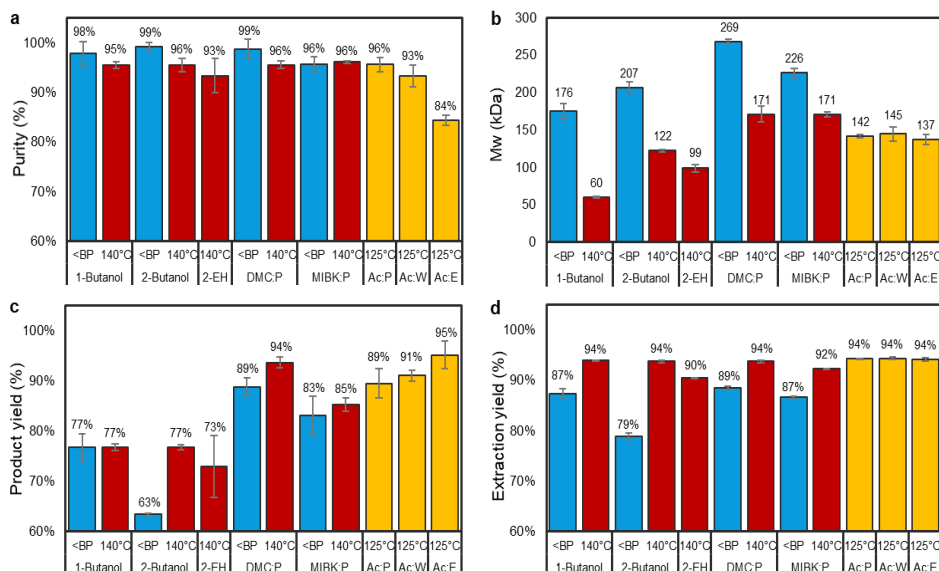 a
Purity (%)
100%
90%
80%
70%
60%
98% 95% 99% 96% 93% 99% 96% 96% 96% 96% 93% 84%
<BP 140°C <BP 140°C 140°C <BP 140°C <BP 140°C 125°C 125°C 125°C
1-Butanol 2-Butanol 2-EH DMC:P MIBK:P Ac:P Ac:W Ac:E
b
Mw (kDa)
300
250
200
150
100
50
0
176 60 207 122 99 269 171 226 171 142 145 137
<BP 140°C <BP 140°C 140°C <BP 140°C <BP 140°C 125°C 125°C 125°C
1-Butanol 2-Butanol 2-EH DMC:P MIBK:P Ac:P Ac:W Ac:E
c
Product yield (%)
100%
90%
80%
70%
60%
77% 77% 63% 77% 73% 89% 94% 83% 85% 89% 91% 95%
<BP 140°C <BP 140°C 140°C <BP 140°C <BP 140°C 125°C 125°C 125°C
1-Butanol 2-Butanol 2-EH DMC:P MIBK:P Ac:P Ac:W Ac:E
d
Extraction yield (%)
100%
90%
80%
70%
60%
87% 94% 79% 94% 90% 89% 94% 87% 92% 94% 94% 94%
<BP 140°C <BP 140°C 140°C <BP 140°C <BP 140°C 125°C 125°C 125°C
1-Butanol 2-Butanol 2-EH DMC:P MIBK:P Ac:P Ac:W Ac:E